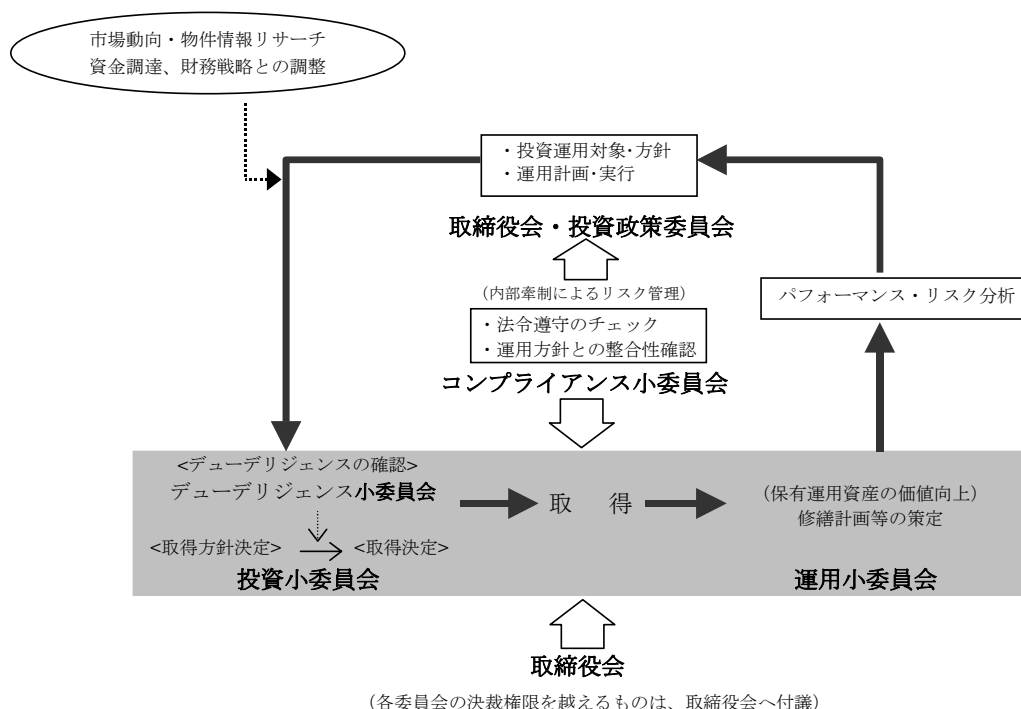 市場動向・物件情報リサーチ
資金調達、財務戦略との調整
・投資運用対象・方針
・運用計画・実行
取締役会・投資政策委員会
(内部牽制によるリスク管理)
・法令遵守のチェック
・運用方針との整合性確認
コンプライアンス小委員会
パフォーマンス・リスク分析
<デューデリジェンスの確認>
デューデリジェンス小委員会
<取得方針決定>
<取得決定>
投資小委員会
取　得
(保有運用資産の価値向上)
修繕計画等の策定
運用小委員会
取締役会
(各委員会の決裁権限を越えるものは、取締役会へ付議)